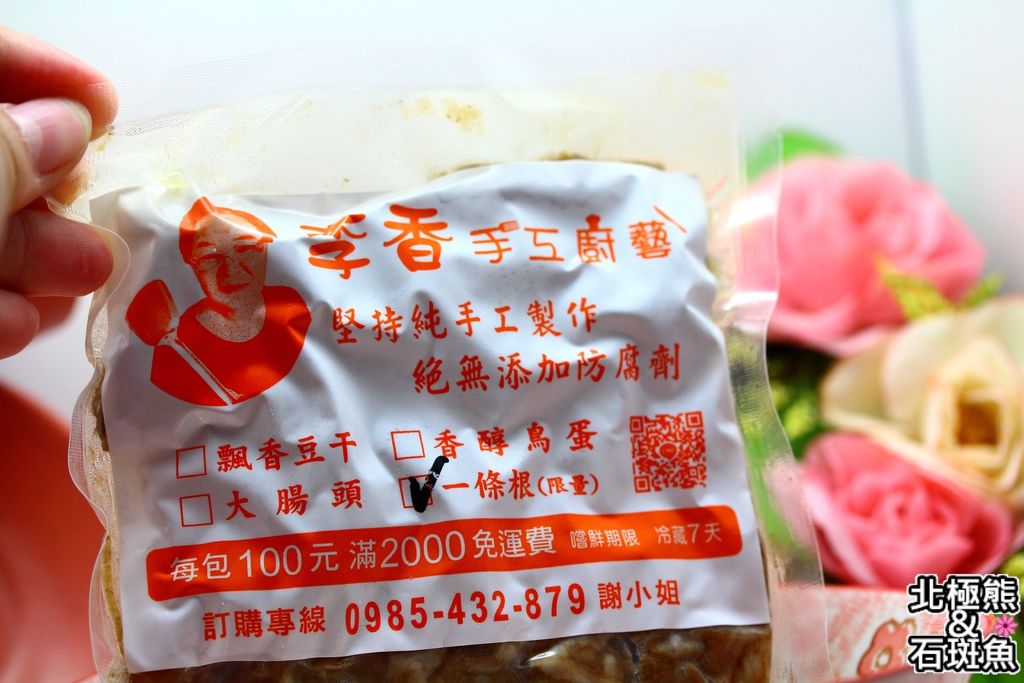 李香手工廚藝
堅持純手工製作
絕無添加防腐劑
飄香豆干 香醇鳥蛋
大腸頭 一條根(限量)
每包100元 滿2000免運費 嚐鮮期限 冷藏7天
訂購專線 0985-432-879 謝小姐
北極熊
&
石斑魚